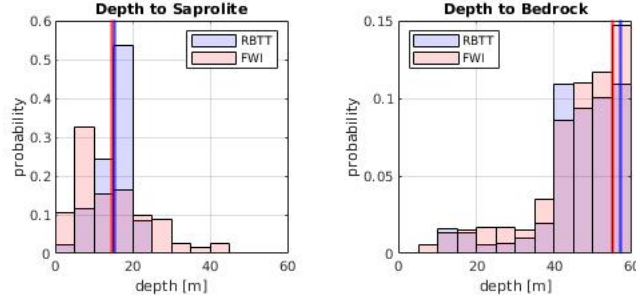 Depth to Saprolite
0.6
0.5
0.4
0.3
0.2
0.1
0
probability
RBTT
FWI
0 20 40 60
depth [m]
Depth to Bedrock
0.15
0.1
0.05
0
probability
RBTT
FWI
0 20 40 60
depth [m]